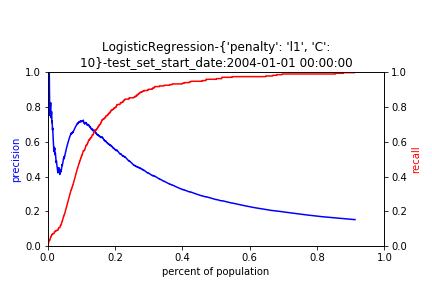 LogisticRegression-{'penalty': 'l1', 'C':
10}-test_set_start_date:2004-01-01 00:00:00
1.0
0.8
0.6
0.4
0.2
0.0
precision
1.0
0.8
0.6
0.4
0.2
0.0
recall
0.0 0.2 0.4 0.6 0.8 1.0
percent of population